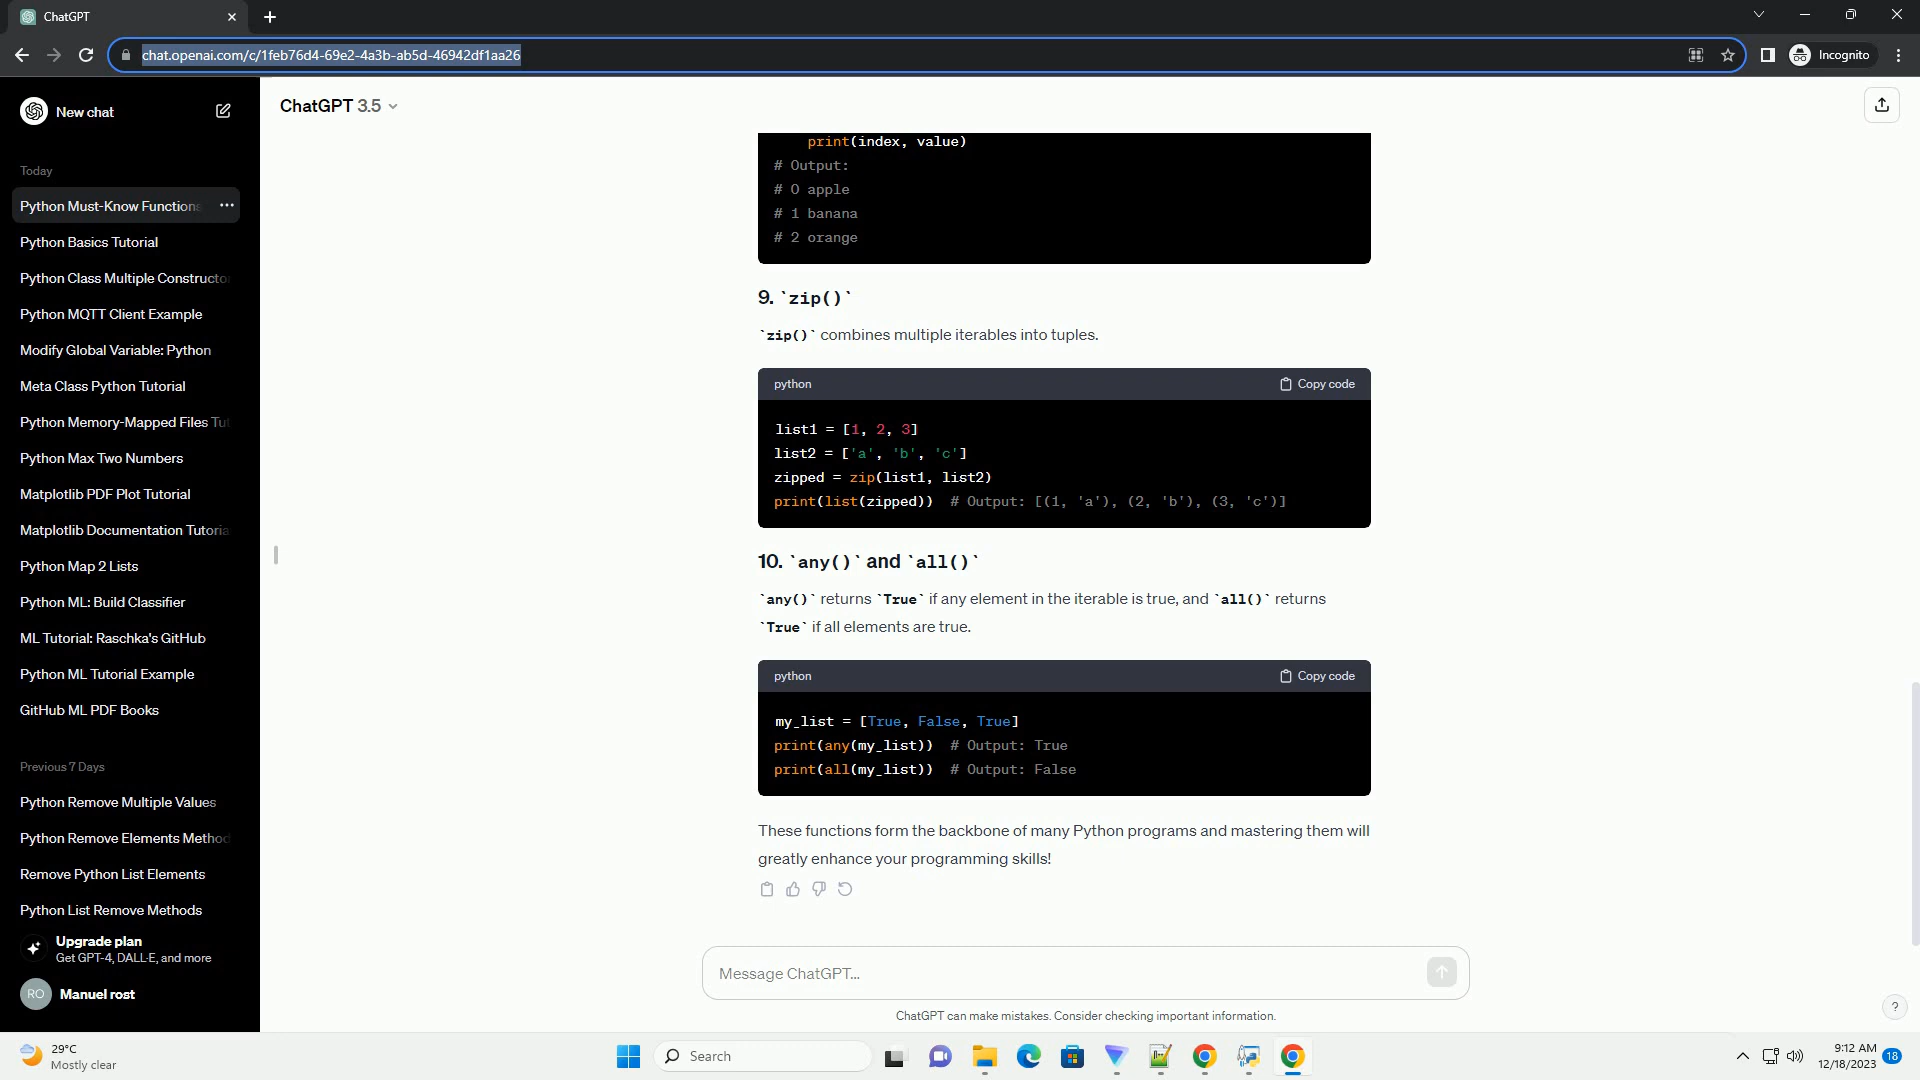 ChatGPT
chat.openai.com/c/1feb76d4-69e2-4a3b-ab5d-46942df1aa26
Incognito
New chat
Today
Python Must-Know Functions
Python Basics Tutorial
Python Class Multiple Constructo
Python MQTT Client Example
Modify Global Variable: Python
Meta Class Python Tutorial
Python Memory-Mapped Files Tut
Python Max Two Numbers
Matplotlib PDF Plot Tutorial
Matplotlib Documentation Tutoria
Python Map 2 Lists
Python ML: Build Classifier
ML Tutorial: Raschka's GitHub
Python ML Tutorial Example
GitHub ML PDF Books
Previous 7 Days
Python Remove Multiple Values
Python Remove Elements Method
Remove Python List Elements
Python List Remove Methods
Upgrade plan
Get GPT-4, DALL·E, and more
RO
Manuel rost
ChatGPT 3.5
print(index, value)
# Output:
# 0 apple
# 1 banana
# 2 orange
9. `zip()`
`zip()` combines multiple iterables into tuples.
python
Copy code
list1 = [1, 2, 3]
list2 = ['a', 'b', 'c']
zipped = zip(list1, list2)
print(list(zipped))  # Output: [(1, 'a'), (2, 'b'), (3, 'c')]
10. `any()` and `all()`
`any()` returns `True` if any element in the iterable is true, and `all()` returns
`True` if all elements are true.
python
Copy code
my_list = [True, False, True]
print(any(my_list))  # Output: True
print(all(my_list))  # Output: False
These functions form the backbone of many Python programs and mastering them will
greatly enhance your programming skills!
Message ChatGPT...
ChatGPT can make mistakes. Consider checking important information.
?
29°C
Mostly clear
Search
9:12 AM
12/18/2023
18